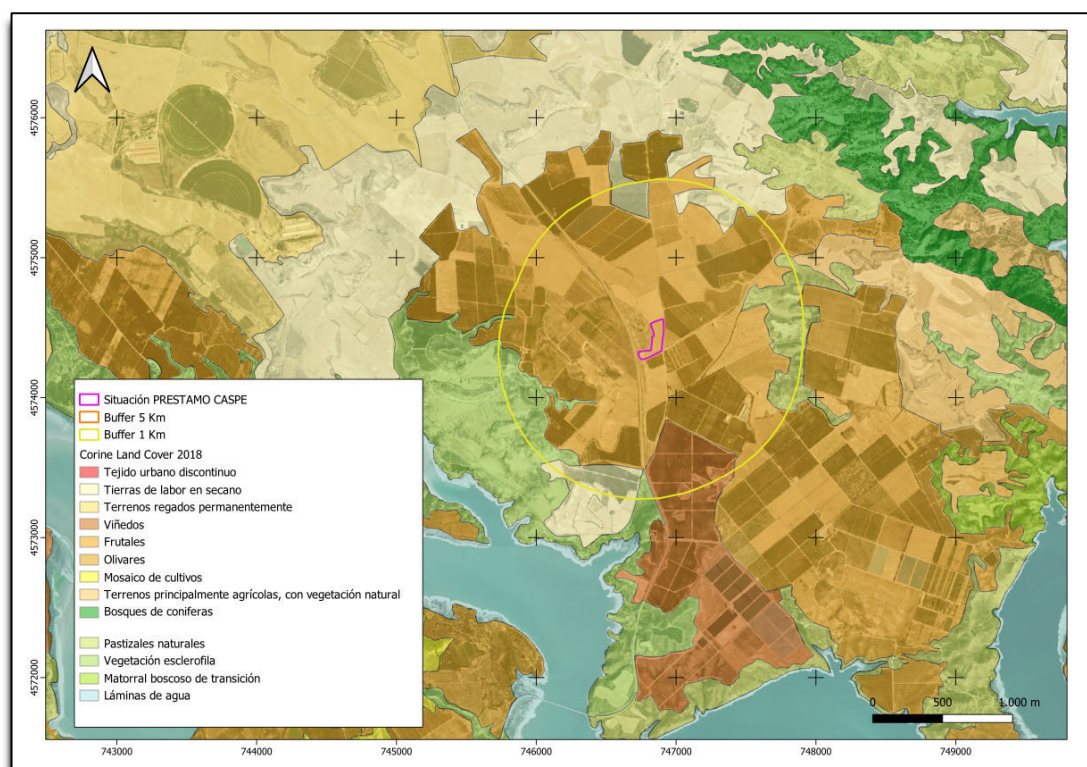 4576000
4575000
4574000
4573000
4572000
Situación PRESTAMO CASPE
Buffer 5 Km
Buffer 1 Km
Corine Land Cover 2018
Tejido urbano discontinuo
Tierras de labor en secano
Terrenos regados permanentemente
Viñedos
Frutales
Olivares
Mosaico de cultivos
Terrenos principalmente agrícolas, con vegetación natural
Bosques de coniferas
Pastizales naturales
Vegetación esclerofila
Matorral boscoso de transición
Láminas de agua
0 500 1.000 m
743000 744000 745000 746000 747000 748000 749000